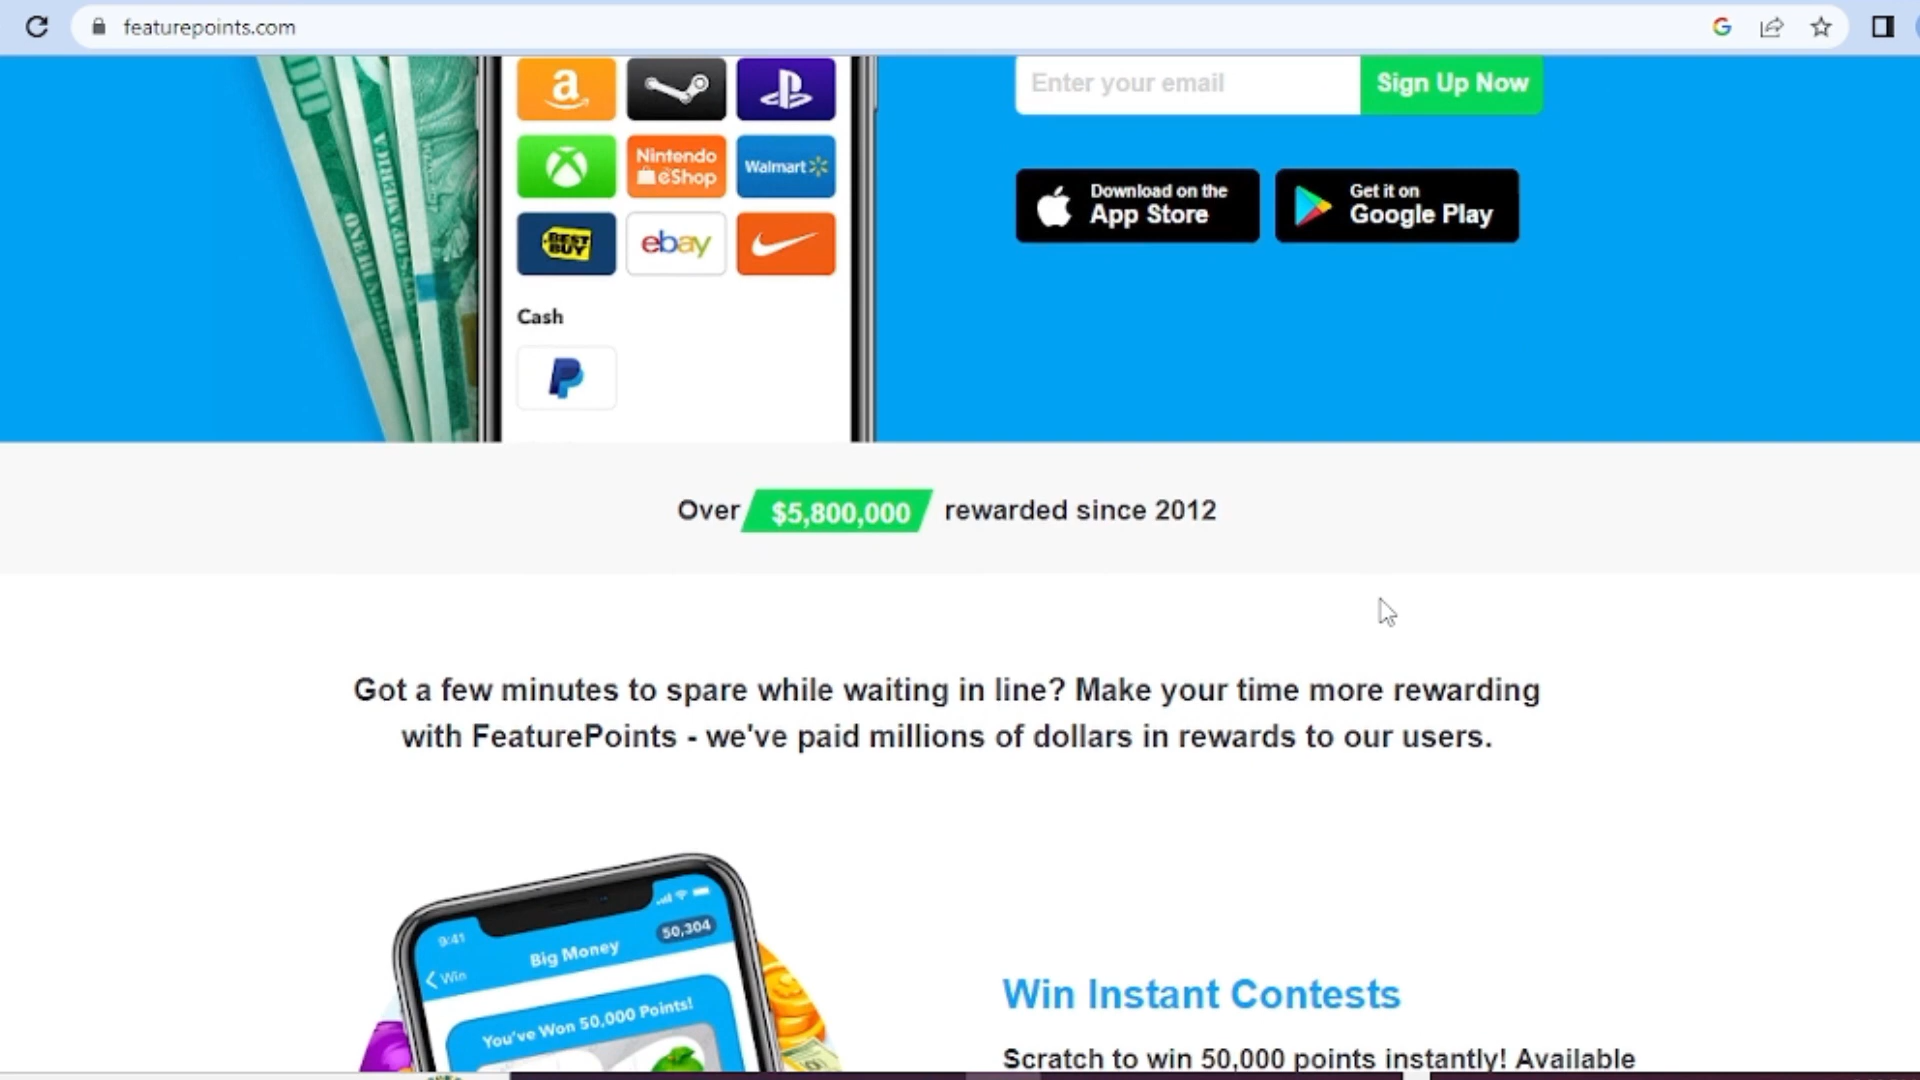 featurepoints.com
a
Nintendo
eShop
Walmart
BEST
BUY
ebay
Cash
Enter your email
Sign Up Now
Download on the
App Store
Get it on
Google Play
Over $5,800,000 rewarded since 2012
Got a few minutes to spare while waiting in line? Make your time more rewarding
with FeaturePoints - we've paid millions of dollars in rewards to our users.
9:41
Win
Big Money
50,304
You've Won 50,000 Points!
Win Instant Contests
Scratch to win 50,000 points instantly! Available